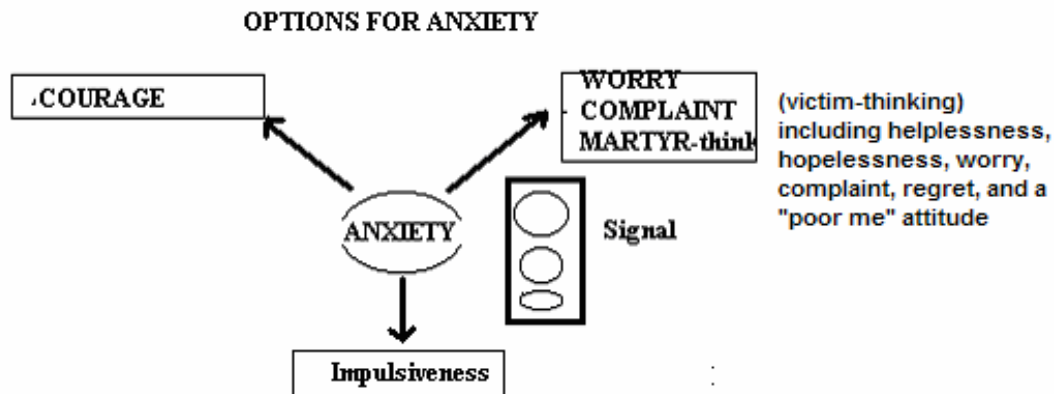 OPTIONS FOR ANXIETY
COURAGE
WORRY
COMPLAINT
MARTYR-think
(victim-thinking)
including helplessness,
hopelessness, worry,
complaint, regret, and a
"poor me" attitude
ANXIETY
Signal
Impulsiveness